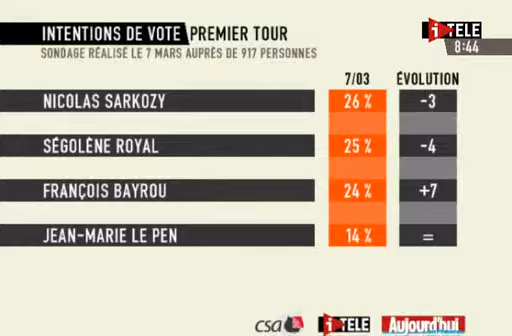 INTENTIONS DE VOTE PREMIER TOUR
SONDAGE RÉALISÉ LE 7 MARS AUPRÈS DE 917 PERSONNES
i TELE
8:44
7/03 ÉVOLUTION
NICOLAS SARKOZY 26 % -3
SÉGOLÈNE ROYAL 25 % -4
FRANÇOIS BAYROU 24 % +7
JEAN-MARIE LE PEN 14 % =
csa i TELE Aujourd'hui